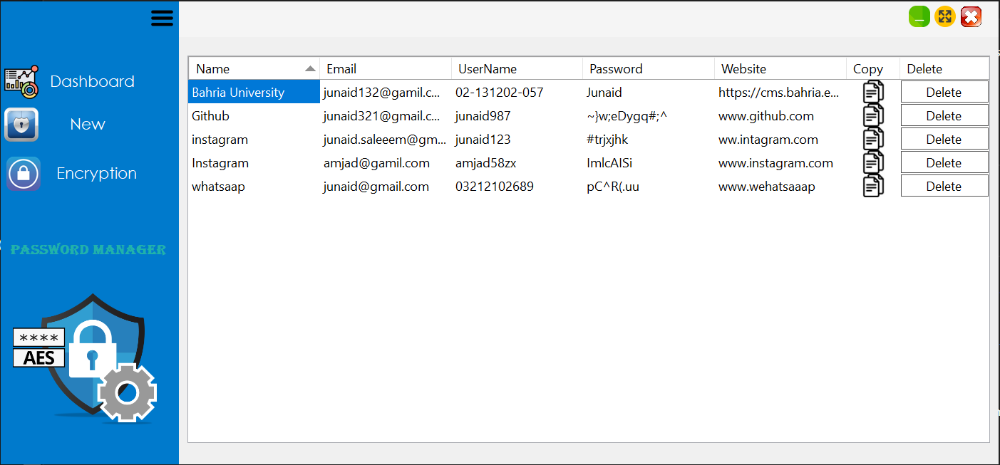 Dashboard
New
Encryption
PASSWORD MANAGER
****
AES
Name Email UserName Password Website Copy Delete
Bahria University junaid132@gamil.c... 02-131202-057 Junaid https://cms.bahria.e... Delete
Github junaid321@gmail.c... junaid987 ~}w;eDygq#;^ www.github.com Delete
instagram junaid.saleeem@gm... junaid123 #trjxjhk ww.intagram.com Delete
Instagram amjad@gamil.com amjad58zx ImlcAISi www.instagram.com Delete
whatsaap junaid@gmail.com 03212102689 pC^R(.uu www.wehatsaaap Delete